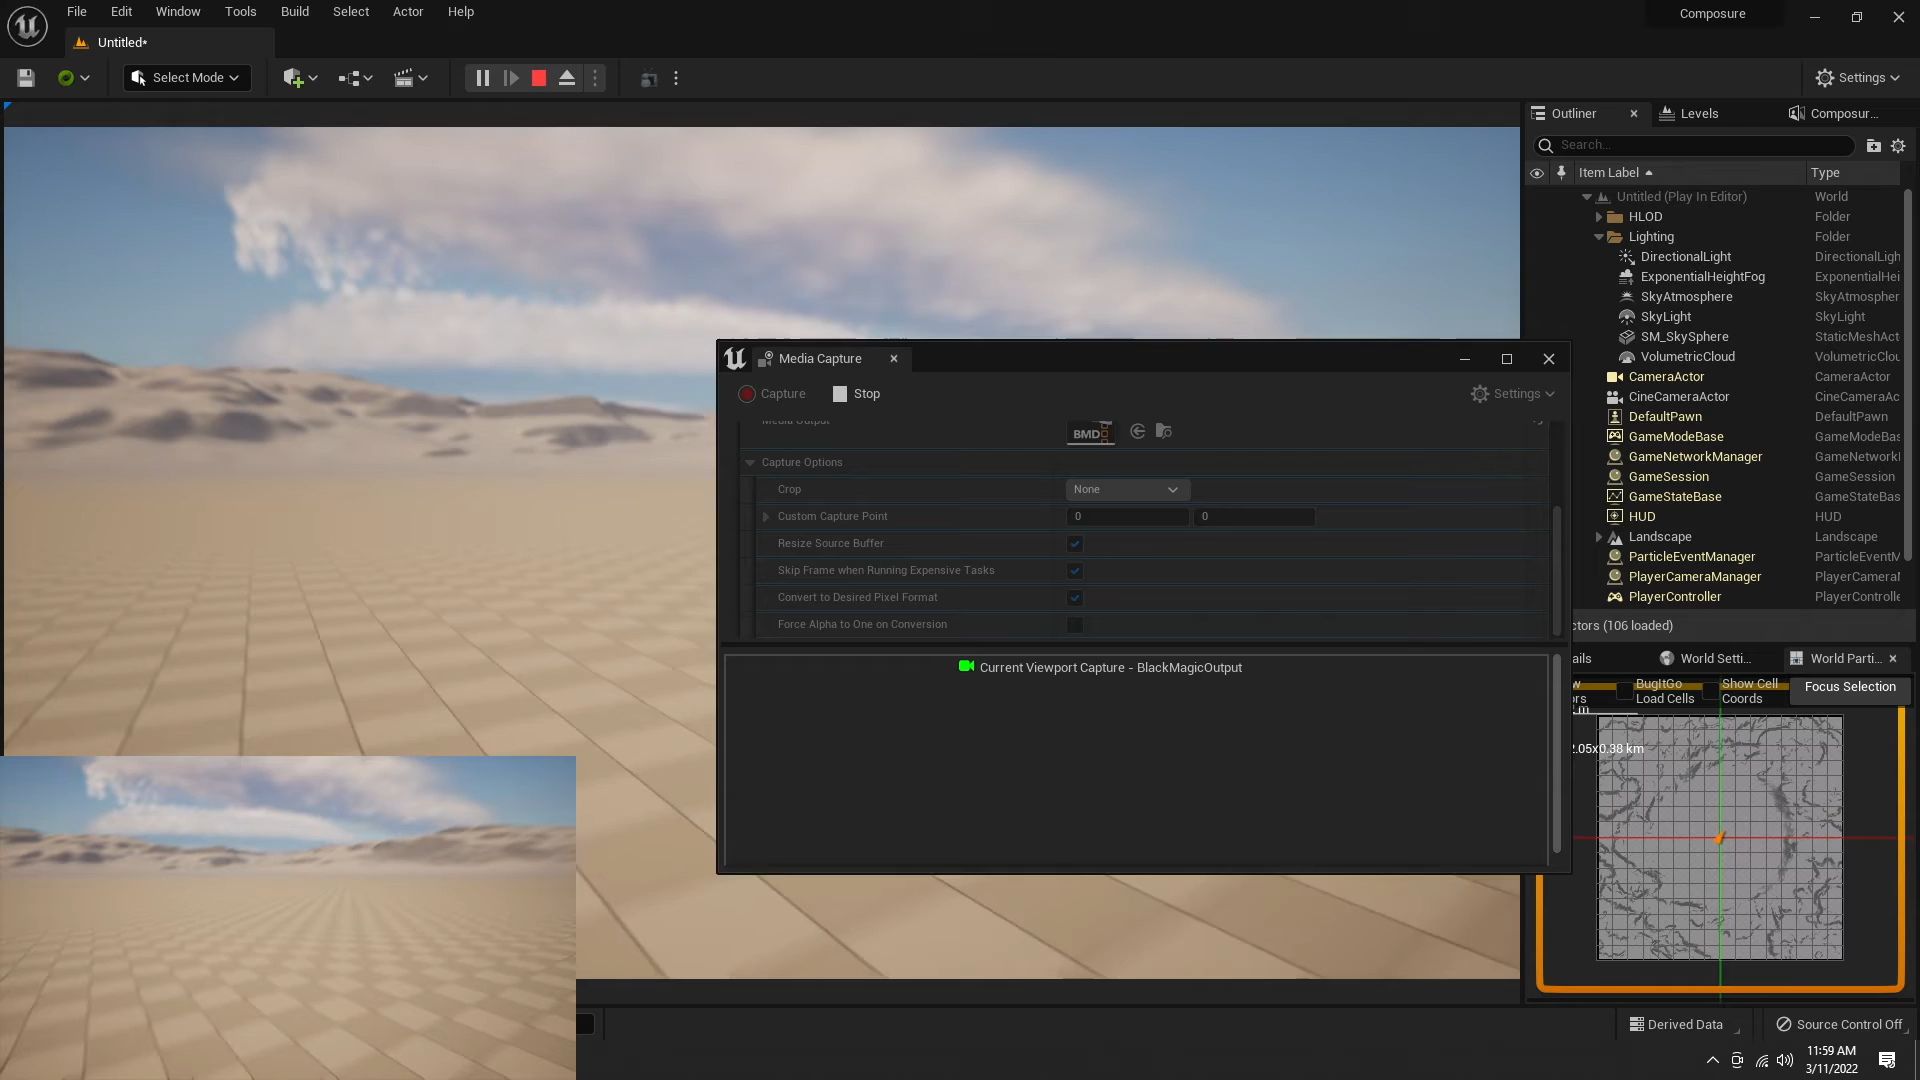 File Edit Window Tools Build Select Actor Help
Composure
Untitled*
Select Mode
Settings
Outliner
Levels
Composur...
Search...
Item Label
Type
Untitled (Play In Editor) World
HLOD Folder
Lighting Folder
DirectionalLight DirectionalLigh
ExponentialHeightFog ExponentialHei
SkyAtmosphere SkyAtmospher
SkyLight SkyLight
SM_SkySphere StaticMeshAct
VolumetricCloud VolumetricClou
CameraActor CameraActor
CineCameraActor CineCameraAc
DefaultPawn DefaultPawn
GameModeBase GameModeBas
GameNetworkManager GameNetworkI
GameSession GameSession
GameStateBase GameStateBas
HUD HUD
Landscape Landscape
ParticleEventManager ParticleEventM
PlayerCameraManager PlayerCameral
PlayerController PlayerControlle
ctors (106 loaded)
Media Capture
Capture
Stop
Settings
Media Output
BMD
Capture Options
Crop None
Custom Capture Point 0 0
Resize Source Buffer
Skip Frame when Running Expensive Tasks
Convert to Desired Pixel Format
Force Alpha to One on Conversion
Current Viewport Capture - BlackMagicOutput
ails
World Setti...
World Parti...
BugItGo
Load Cells
Show Cell
Coords
Focus Selection
2.05x0.38 km
Derived Data
Source Control Off
11:59 AM
3/11/2022